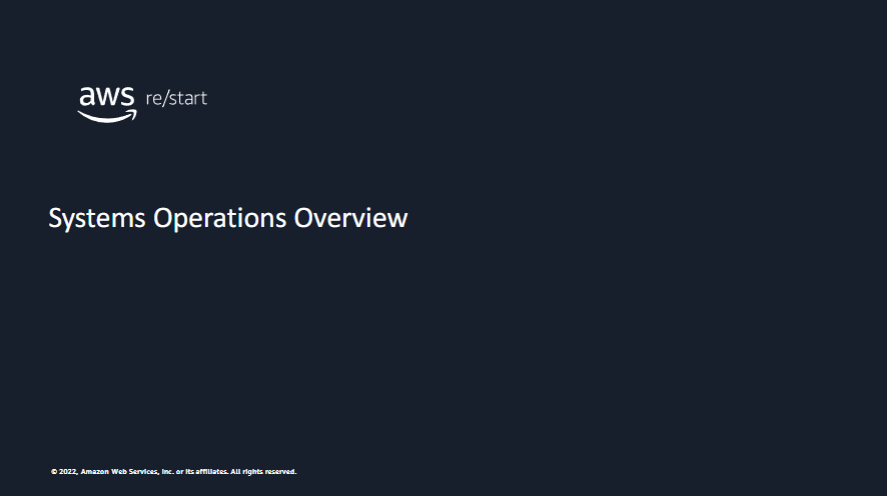 aws re/start
Systems Operations Overview
© 2022, Amazon Web Services, Inc. or its affiliates. All rights reserved.